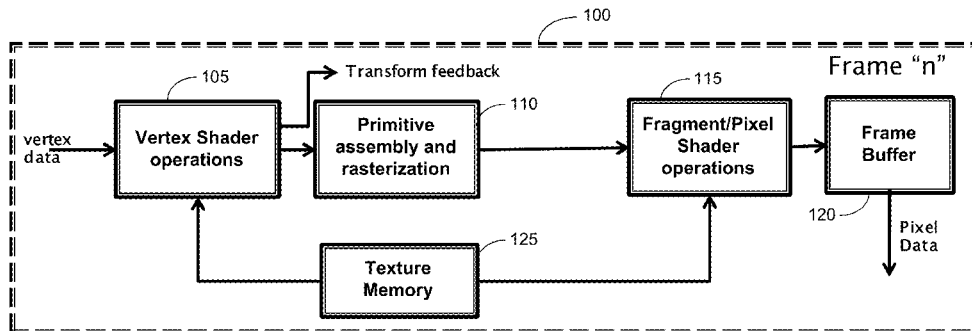 100
Frame "n"
105
Transform feedback
110
115
vertex
data
Vertex Shader
operations
Primitive
assembly and
rasterization
Fragment/Pixel
Shader
operations
Frame
Buffer
120
125
Texture
Memory
Pixel
Data